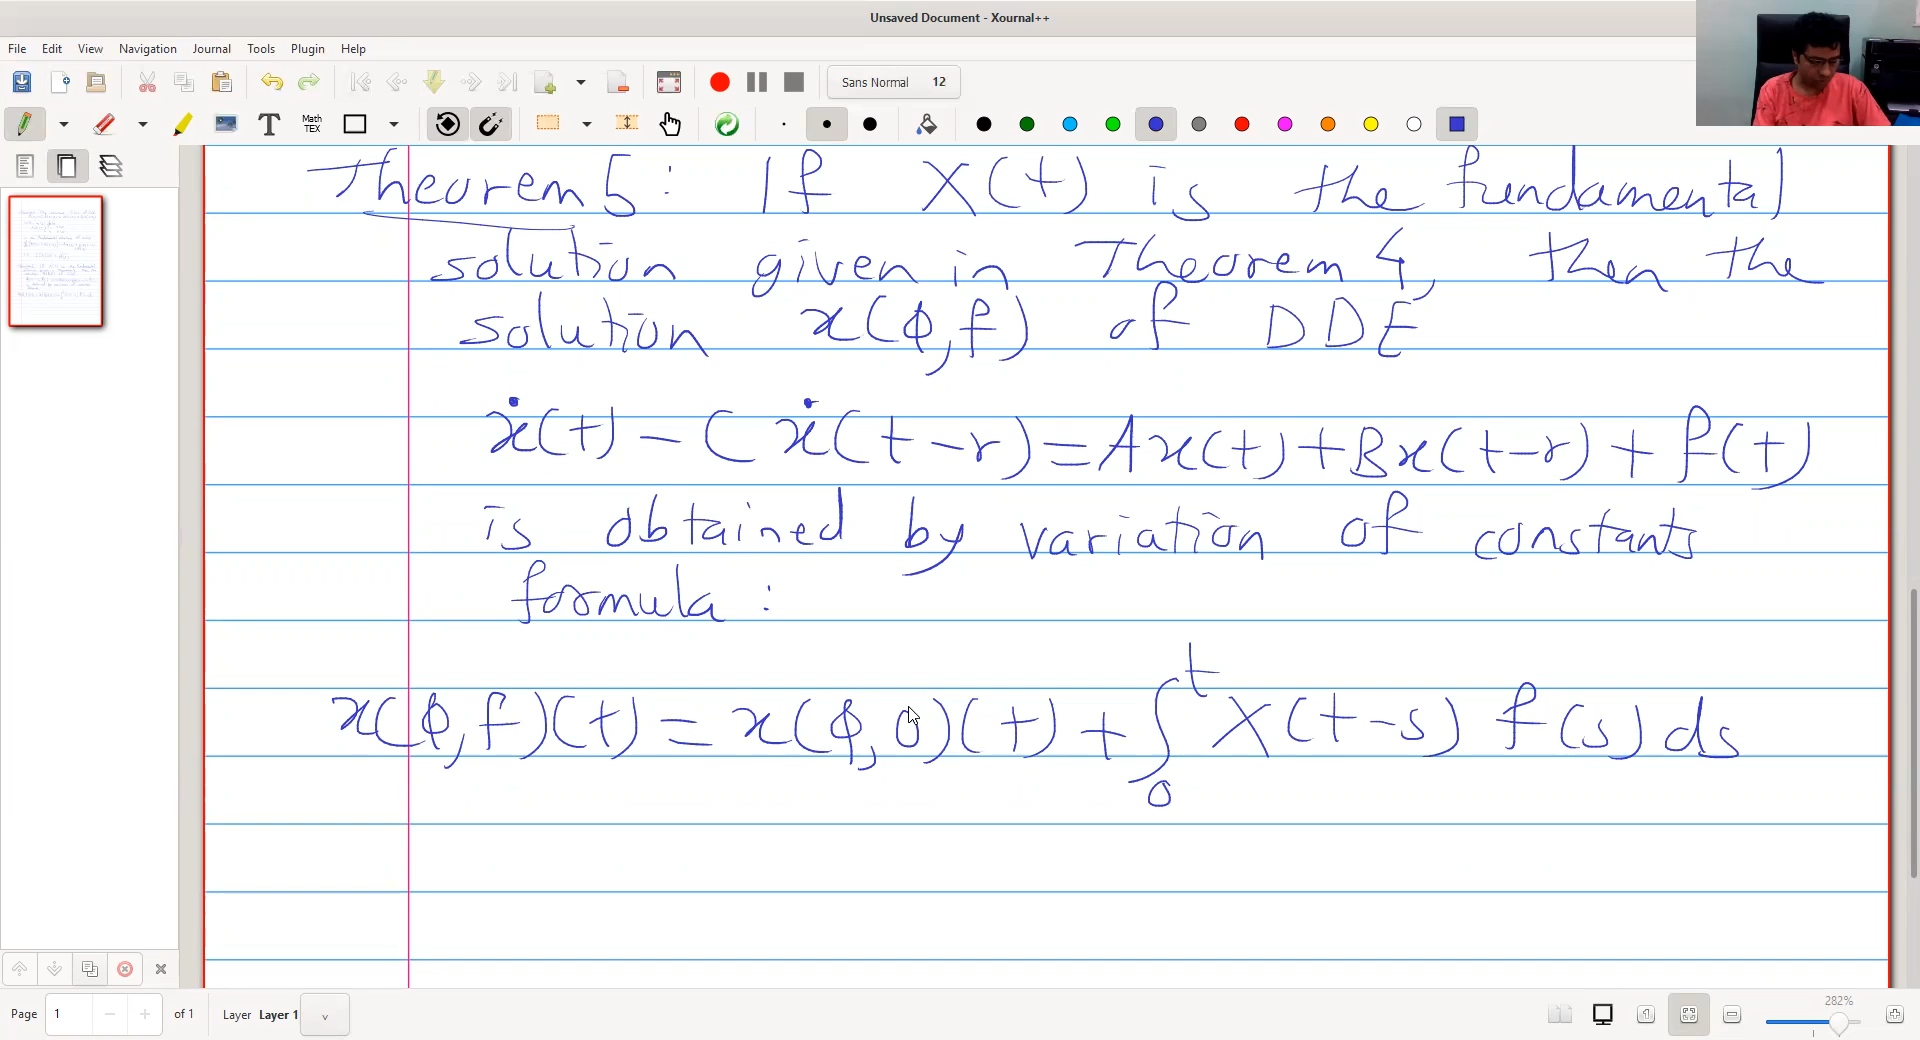 Unsaved Document - Xournal++
File Edit View Navigation Journal Tools Plugin Help
Sans Normal 12
Math TEX
Theorem 5: If X(t) is the fundamental
solution given in Theorem 4, then the
solution x(ϕ,f) of DDE
ẋ(t) - C ẋ(t-r) = Ax(t) + Bx(t-r) + f(t)
is obtained by variation of constants
formula :
x(ϕ,f)(t) = x(ϕ,0)(t) + ∫₀ᵗ X(t-s) f(s) ds
Page 1 of 1 Layer Layer 1 282%